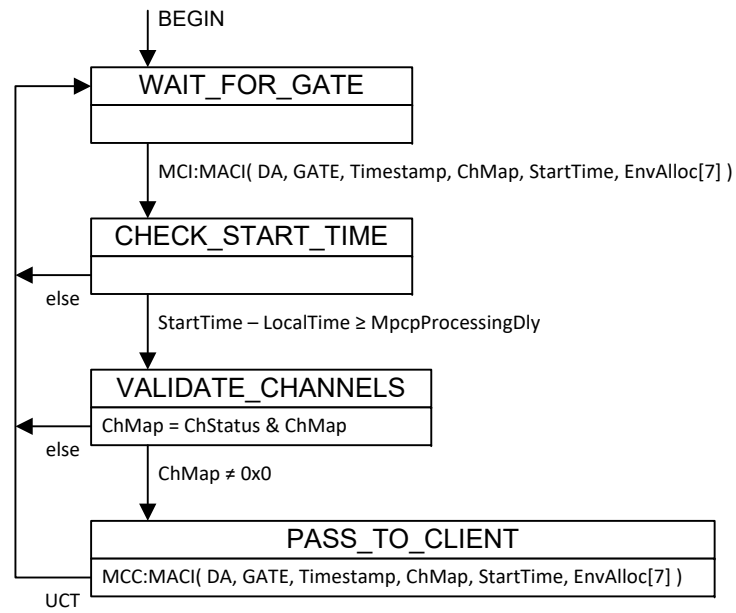 BEGIN
WAIT_FOR_GATE
MCI:MACI( DA, GATE, Timestamp, ChMap, StartTime, EnvAlloc[7] )
CHECK_START_TIME
else
StartTime – LocalTime ≥ MpcpProcessingDly
VALIDATE_CHANNELS
ChMap = ChStatus & ChMap
else
ChMap ≠ 0x0
PASS_TO_CLIENT
MCC:MACI( DA, GATE, Timestamp, ChMap, StartTime, EnvAlloc[7] )
UCT